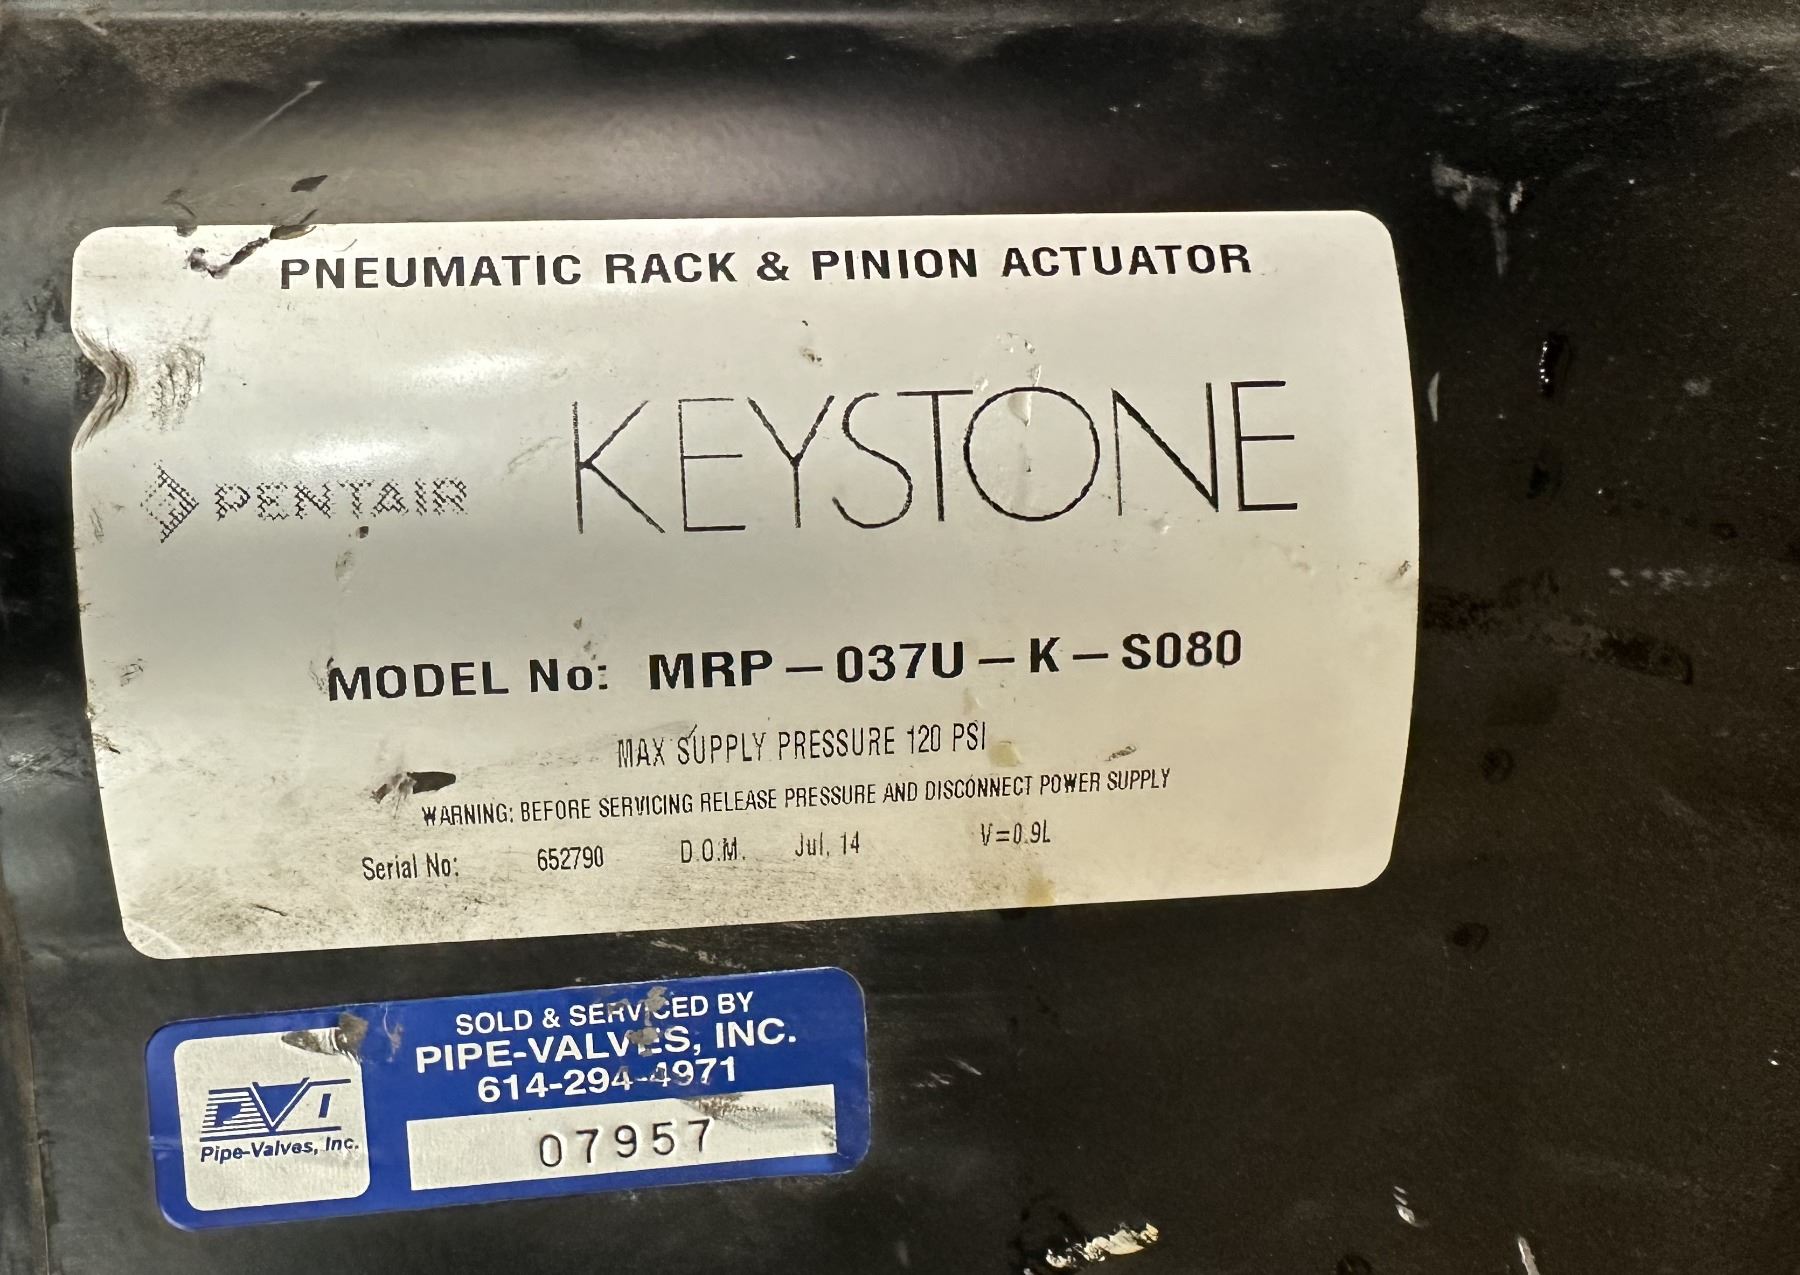 PNEUMATIC RACK & PINION ACTUATOR
PENTAIR KEYSTONE
MODEL No: MRP – 037U – K – S080
MAX SUPPLY PRESSURE 120 PSI
WARNING: BEFORE SERVICING RELEASE PRESSURE AND DISCONNECT POWER SUPPLY
Serial No: 652790 D.O.M. Jul, 14 V=0.9L
SOLD & SERVICED BY
PIPE-VALVES, INC.
614-294-4971
PVI
Pipe-Valves, Inc.
07957